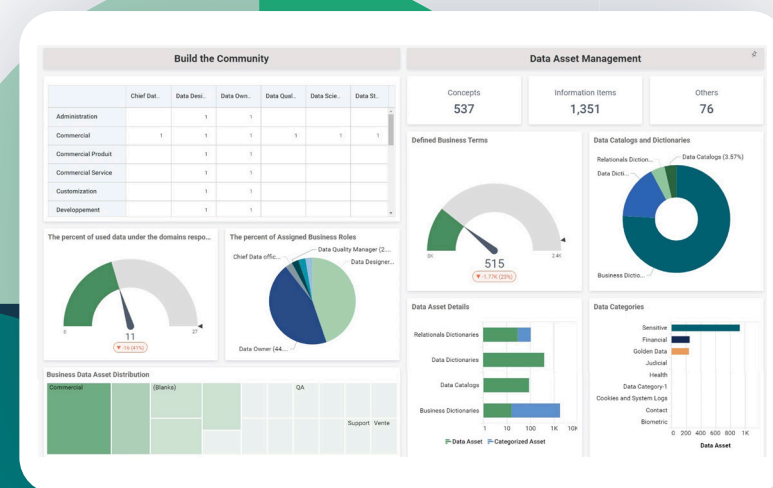 Build the Community
Data Asset Management
Chief Dat.. Data Desi.. Data Own.. Data Qual.. Data Scie.. Data St..
Administration 1 1
Commercial 1 1 1 1 1 1
Commercial Produit 1 1
Commercial Service 1 1
Customization 1 1
Developpement 1 1
Concepts
537
Information Items
1,351
Others
76
Defined Business Terms
0K
2.4K
515
▼ -1.77K (23%)
Data Catalogs and Dictionaries
Relationals Diction...
Data Catalogs (3.57%)
Data Dicti...
Business Dictio...
The percent of used data under the domains respo...
0
27
11
▼ -16 (41%)
The percent of Assigned Business Roles
Data Quality Manager (2....
Chief Data offic...
Data Designer...
Data Owner (44....
Data Asset Details
Relationals Dictionaries
Data Dictionaries
Data Catalogs
Business Dictionaries
1 10 100 1K 10K
Data Asset Categorized Asset
Data Categories
Sensitive
Financial
Golden Data
Judicial
Health
Data Category-1
Cookies and System Logs
Contact
Biometric
0 200 400 600 800 1K
Data Asset
Business Data Asset Distribution
Commercial
(Blanks)
QA
Support Vente